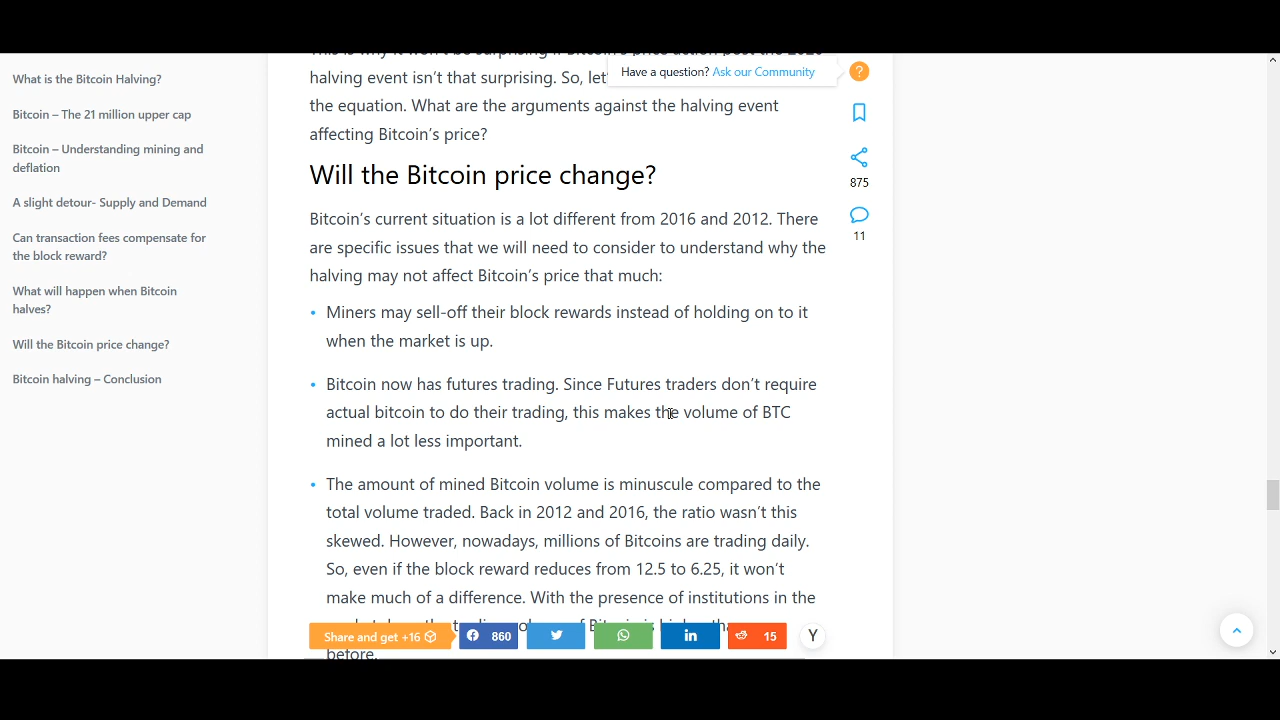 What is the Bitcoin Halving?
Bitcoin – The 21 million upper cap
Bitcoin – Understanding mining and
deflation
A slight detour- Supply and Demand
Can transaction fees compensate for
the block reward?
What will happen when Bitcoin
halves?
Will the Bitcoin price change?
Bitcoin halving – Conclusion
halving event isn't that surprising. So, let'
the equation. What are the arguments against the halving event
affecting Bitcoin's price?
Have a question? Ask our Community
?
875
11
Will the Bitcoin price change?
Bitcoin's current situation is a lot different from 2016 and 2012. There
are specific issues that we will need to consider to understand why the
halving may not affect Bitcoin's price that much:
• Miners may sell-off their block rewards instead of holding on to it
when the market is up.
• Bitcoin now has futures trading. Since Futures traders don't require
actual bitcoin to do their trading, this makes the volume of BTC
mined a lot less important.
• The amount of mined Bitcoin volume is minuscule compared to the
total volume traded. Back in 2012 and 2016, the ratio wasn't this
skewed. However, nowadays, millions of Bitcoins are trading daily.
So, even if the block reward reduces from 12.5 to 6.25, it won't
make much of a difference. With the presence of institutions in the
before.
Share and get +16
860
in
15
Y